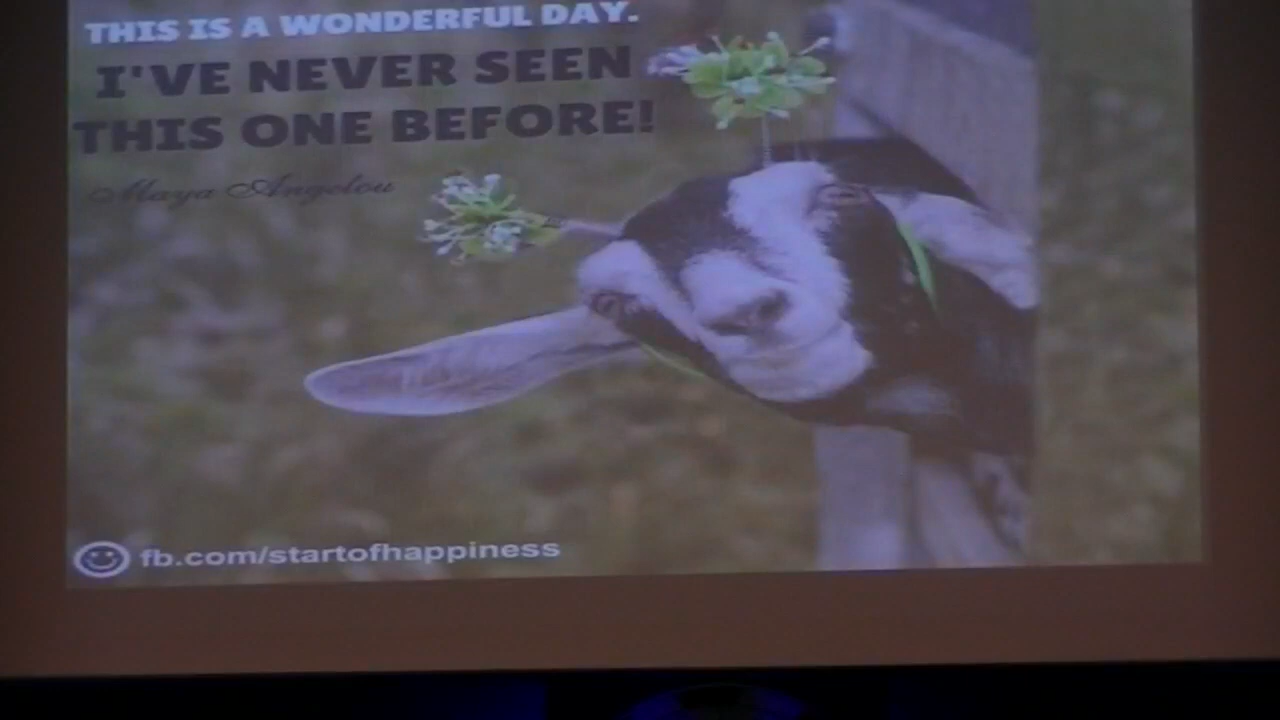 THIS IS A WONDERFUL DAY.
I'VE NEVER SEEN
THIS ONE BEFORE!
Maya Angelou
fb.com/startofhappiness